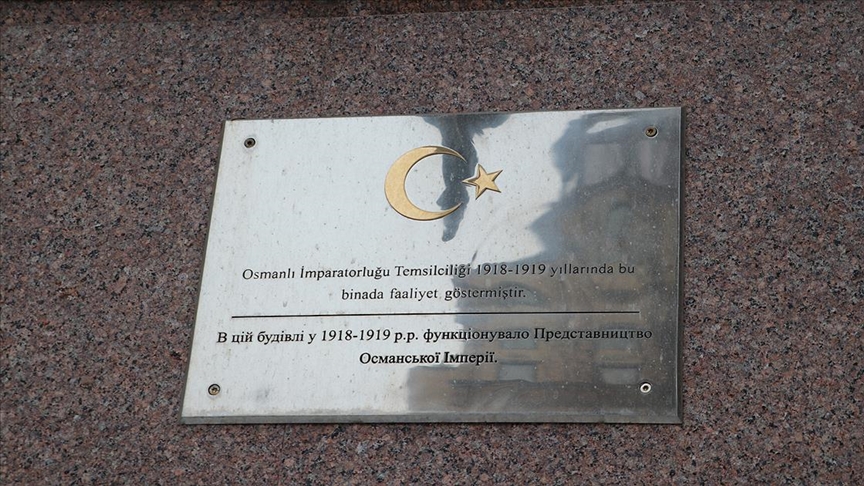 Osmanlı İmparatorluğu Temsilciliği 1918-1919 yıllarında bu
binada faaliyet göstermiştir.
В цій будівлі у 1918-1919 р.р. функціонувало Представництво
Османської Імперії.